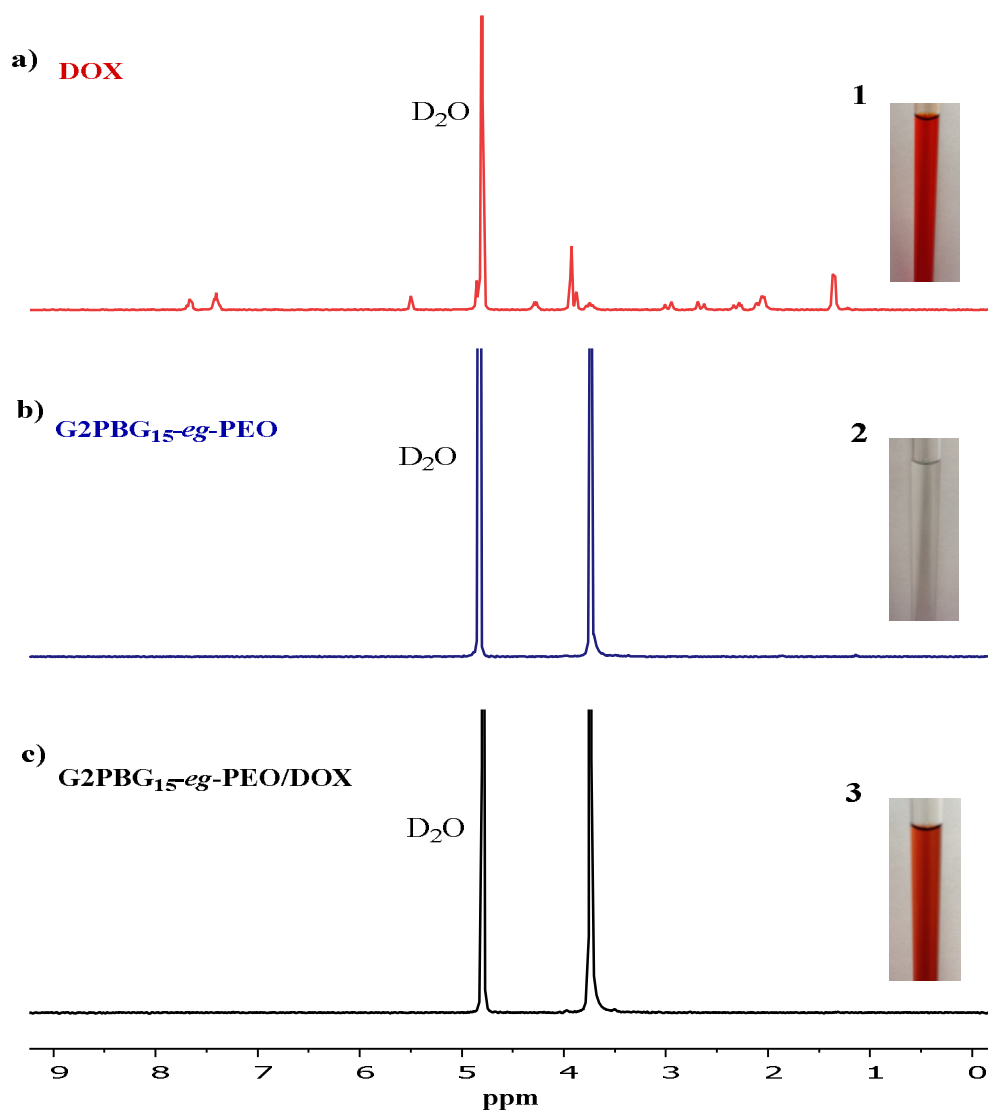 a)
DOX
D₂O
1
b)
G2PBG₁₅-eg-PEO
D₂O
2
c)
G2PBG₁₅-eg-PEO/DOX
D₂O
3
9 8 7 6 5 4 3 2 1 0
ppm